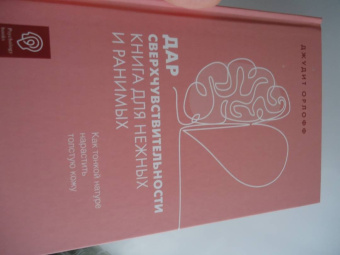 ДЖУДИТ ОРЛОФФ
ДАР
СВЕРХЧУВСТВИТЕЛЬНОСТИ
КНИГА ДЛЯ НЕЖНЫХ
И РАНИМЫХ
Как тонкой натуре
нарастить
толстую кожу